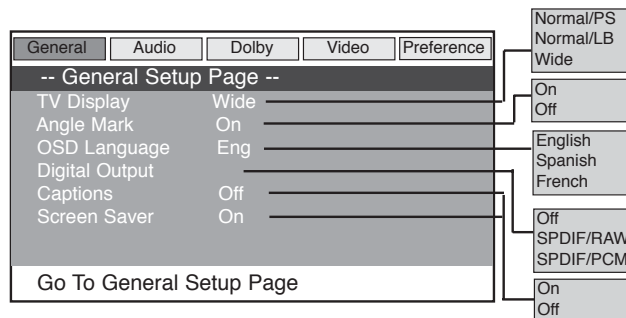 General Audio Dolby Video Preference
-- General Setup Page --
TV Display Wide
Angle Mark On
OSD Language Eng
Digital Output
Captions Off
Screen Saver On
Go To General Setup Page
Normal/PS
Normal/LB
Wide
On
Off
English
Spanish
French
Off
SPDIF/RAW
SPDIF/PCM
On
Off